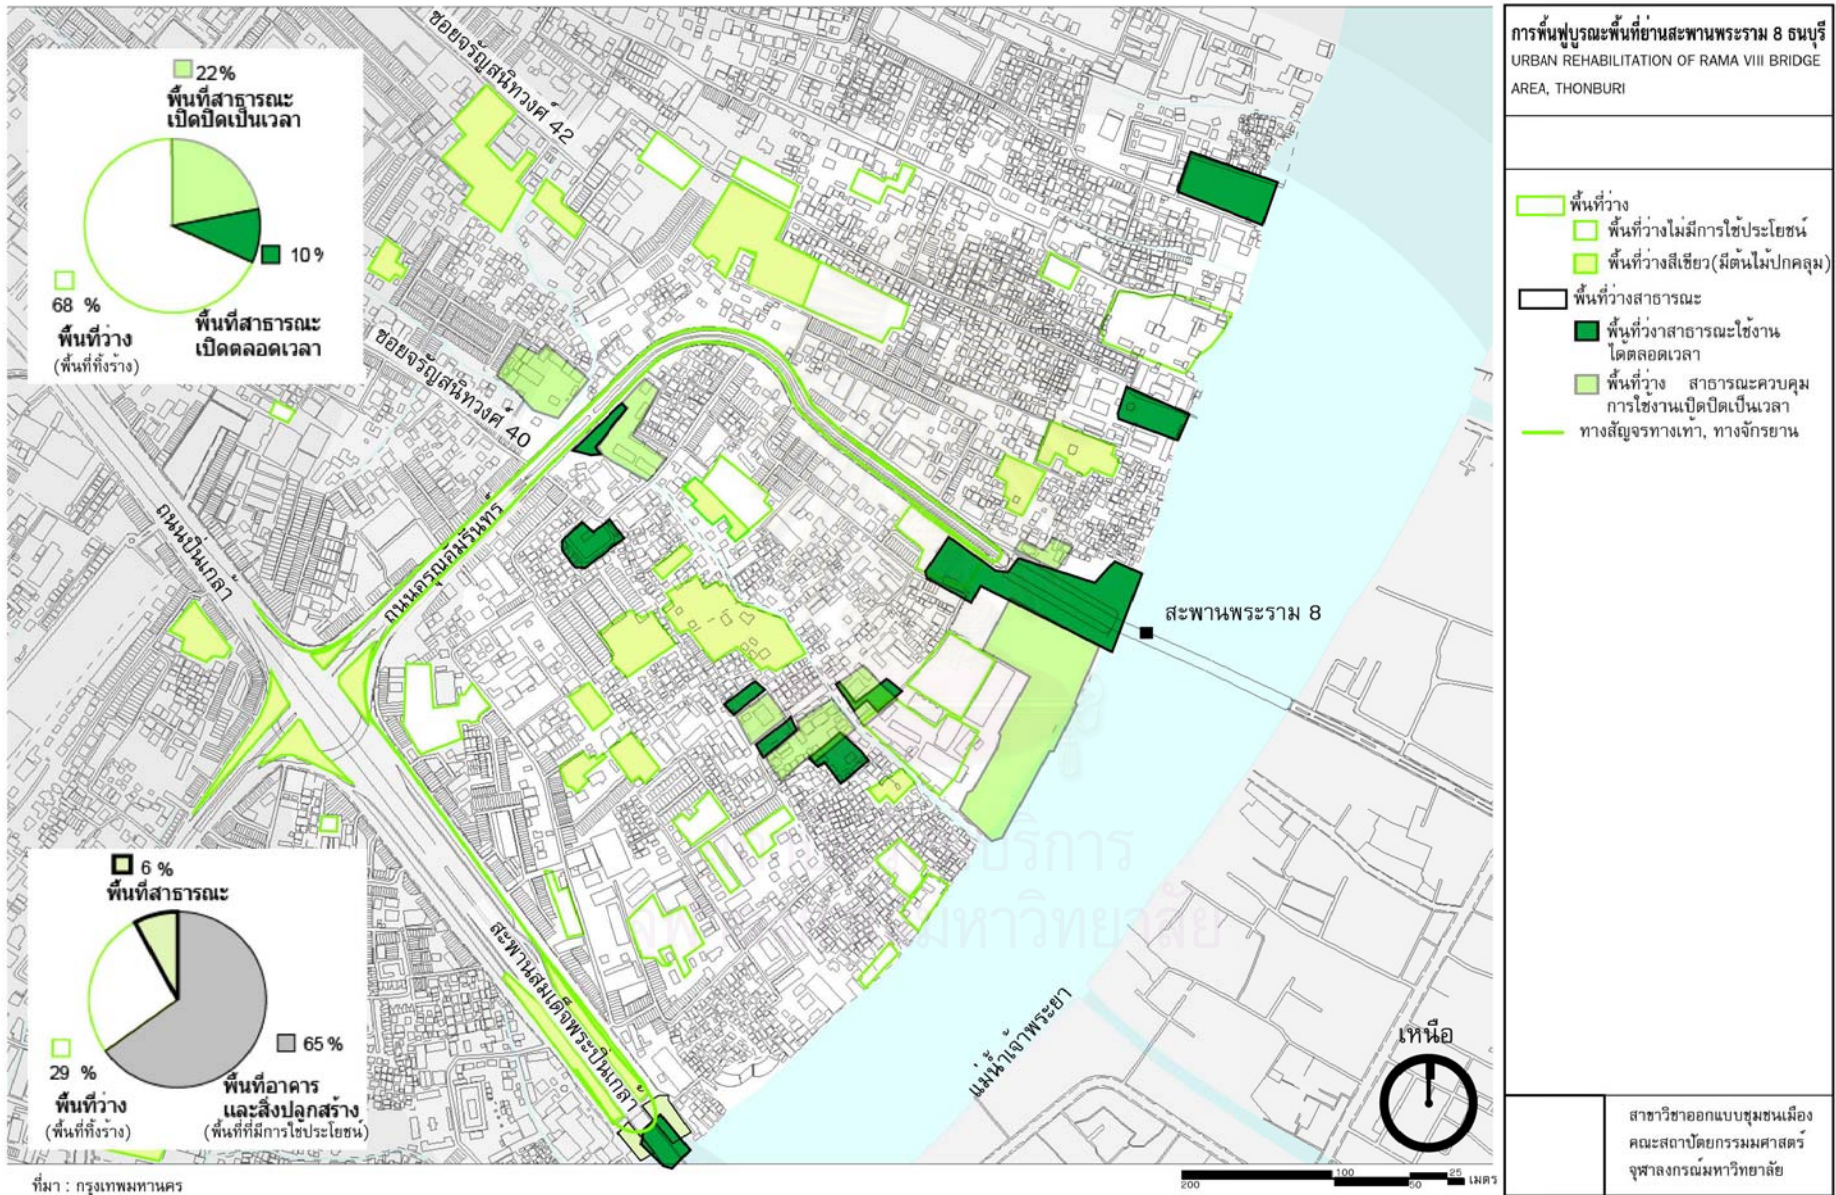 22%
พื้นที่สาธารณะ
เปิดปิดเป็นเวลา
10%
68 %
พื้นที่ว่าง
(พื้นที่ทิ้งร้าง)
พื้นที่สาธารณะ
เปิดตลอดเวลา
ซอยจรัญสนิทวงศ์ 42
ซอยจรัญสนิทวงศ์ 40
ถนนปิ่นเกล้า
ถนนอรุณอัมรินทร์
สะพานพระราม 8
สะพานสมเด็จพระปิ่นเกล้า
แม่น้ำเจ้าพระยา
บริการ
มหาวิทยาลัย
6 %
พื้นที่สาธารณะ
29 %
พื้นที่ว่าง
(พื้นที่ทิ้งร้าง)
65 %
พื้นที่อาคาร
และสิ่งปลูกสร้าง
(พื้นที่ที่มีการใช้ประโยชน์)
เหนือ
200
100
50
25
เมตร
ที่มา : กรุงเทพมหานคร
การฟื้นฟูบูรณะพื้นที่ย่านสะพานพระราม 8 ธนบุรี
URBAN REHABILITATION OF RAMA VIII BRIDGE
AREA, THONBURI
พื้นที่ว่าง
พื้นที่ว่างไม่มีการใช้ประโยชน์
พื้นที่ว่างสีเขียว(มีต้นไม้ปกคลุม)
พื้นที่ว่างสาธารณะ
พื้นที่ว่งาสาธารณะใช้งาน
ได้ตลอดเวลา
พื้นที่ว่าง สาธารณะควบคุม
การใช้งานเปิดปิดเป็นเวลา
ทางสัญจรทางเท้า, ทางจักรยาน
สาขาวิชาออกแบบชุมชนเมือง
คณะสถาปัตยกรรมมศาสตร์
จุฬาลงกรณ์มหาวิทยาลัย